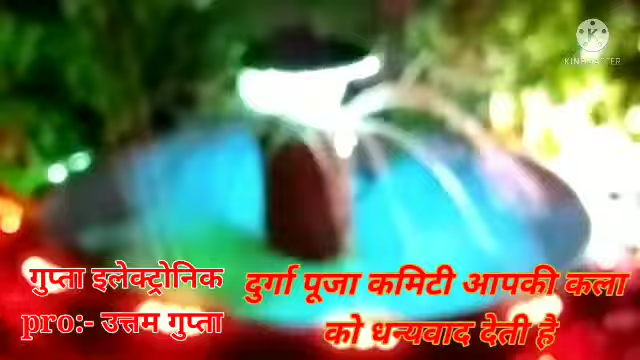 KINEMASTER
गुप्ता इलेक्ट्रोनिक
pro:- उत्तम गुप्ता
दुर्गा पूजा कमिटी आपकी कला
को धन्यवाद देती है